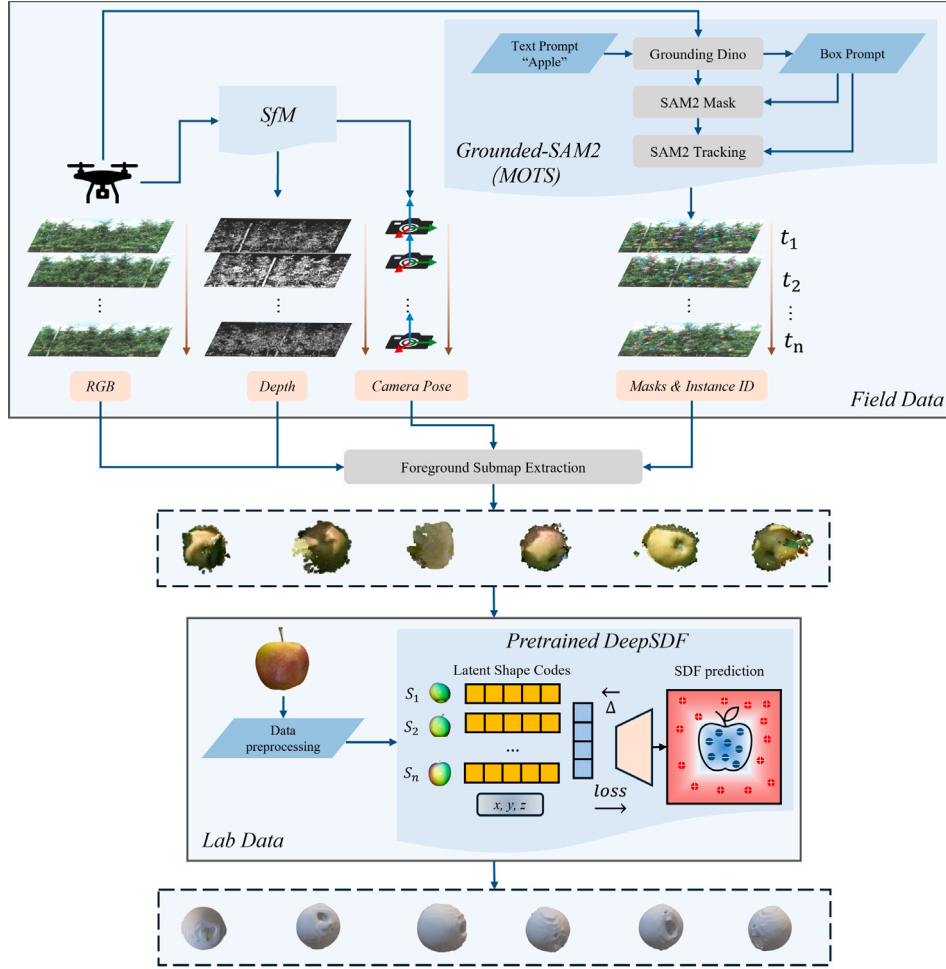 Text Prompt
“Apple”
Grounding Dino
Box Prompt
SAM2 Mask
SAM2 Tracking
Grounded-SAM2
(MOTS)
SfM
t₁
t₂
⋮
tₙ
...
...
...
...
RGB
Depth
Camera Pose
Masks & Instance ID
Field Data
Foreground Submap Extraction
Pretrained DeepSDF
Latent Shape Codes
SDF prediction
S₁
S₂
...
Sₙ
Δ
x, y, z
loss
Data
preprocessing
Lab Data